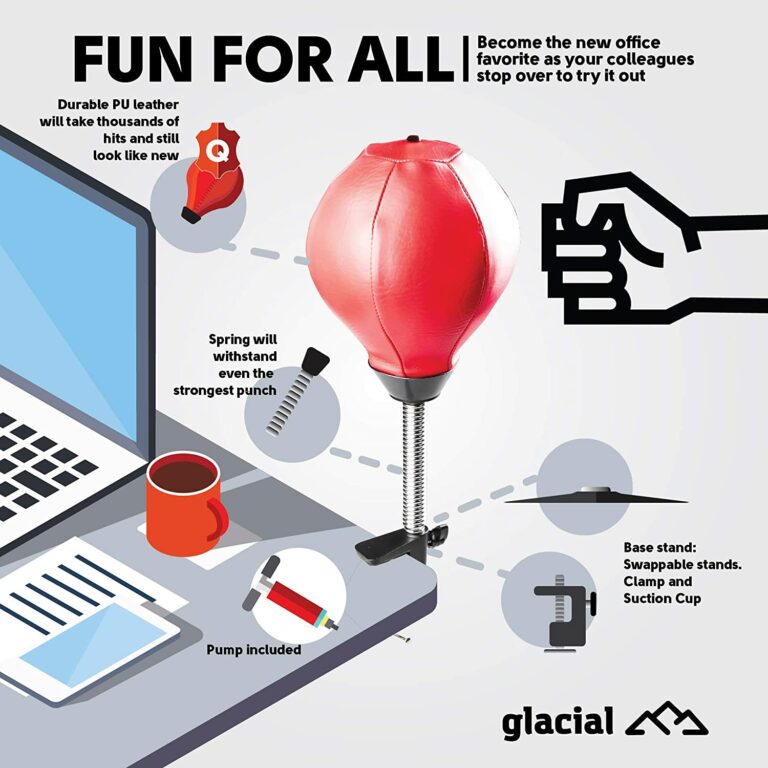 FUN FOR ALL
Become the new office
favorite as your colleagues
stop over to try it out
Durable PU leather
will take thousands of
hits and still
look like new
Q
Spring will
withstand
even the
strongest punch
Base stand:
Swappable stands.
Clamp and
Suction Cup
Pump included
glacial